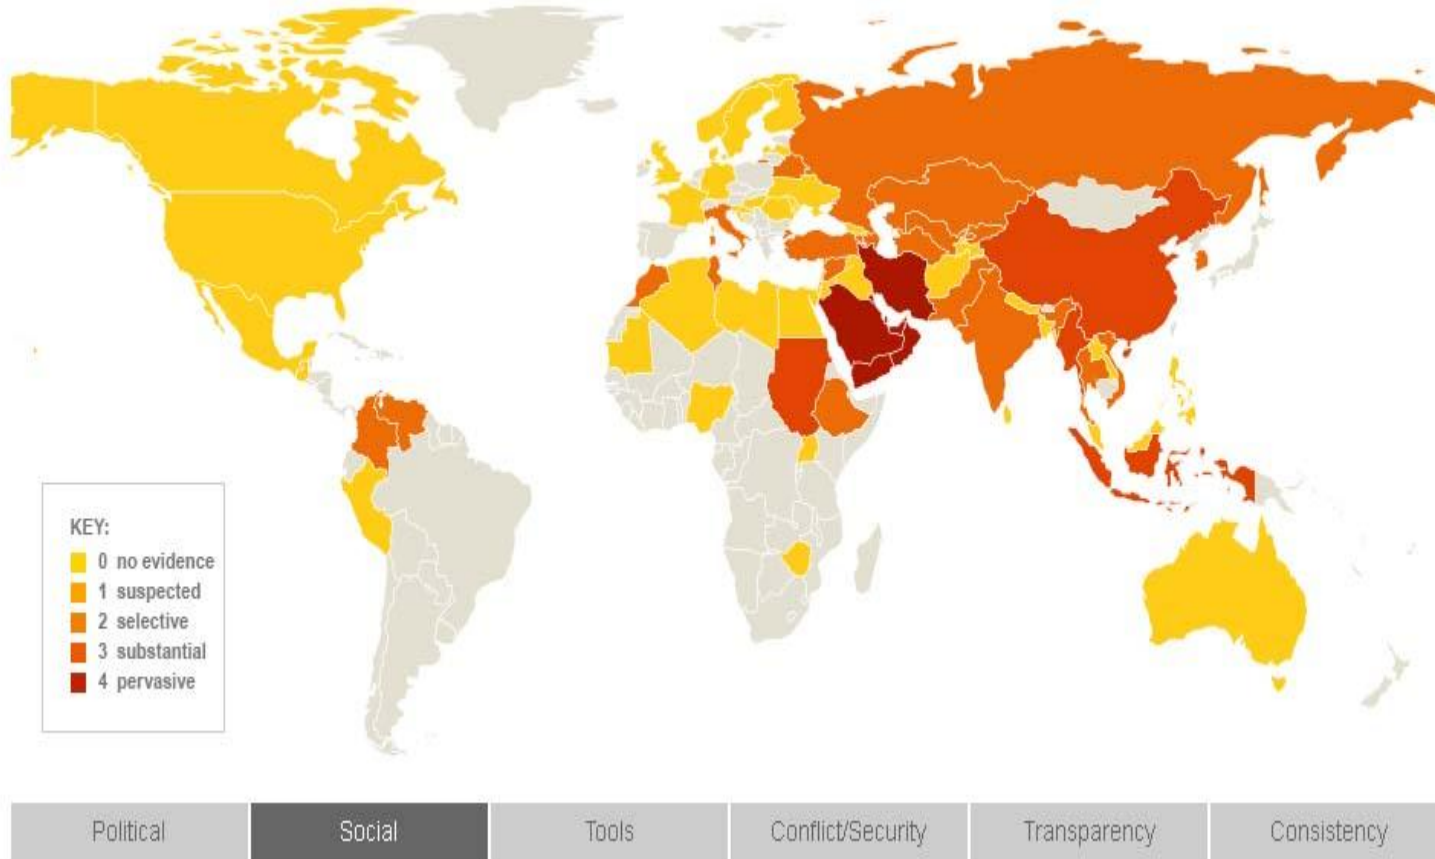 KEY:
0 no evidence
1 suspected
2 selective
3 substantial
4 pervasive
Political Social Tools Conflict/Security Transparency Consistency